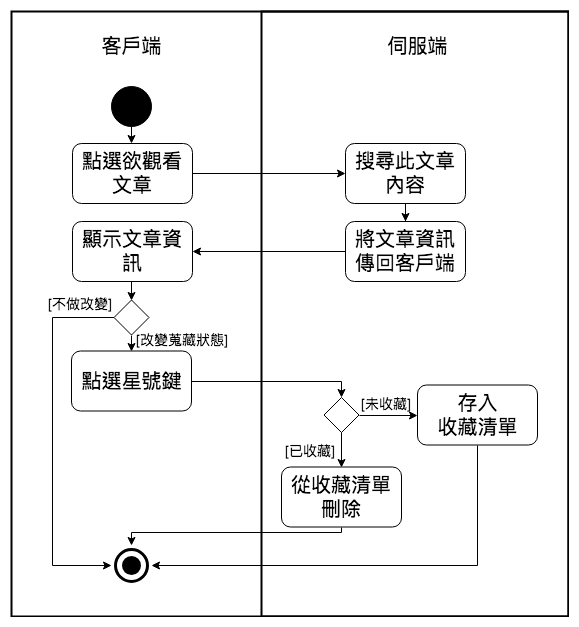 客戶端
伺服端
點選欲觀看
文章
搜尋此文章
內容
顯示文章資
訊
將文章資訊
傳回客戶端
[不做改變]
[改變蒐藏狀態]
點選星號鍵
[未收藏]
存入
收藏清單
[已收藏]
從收藏清單
刪除